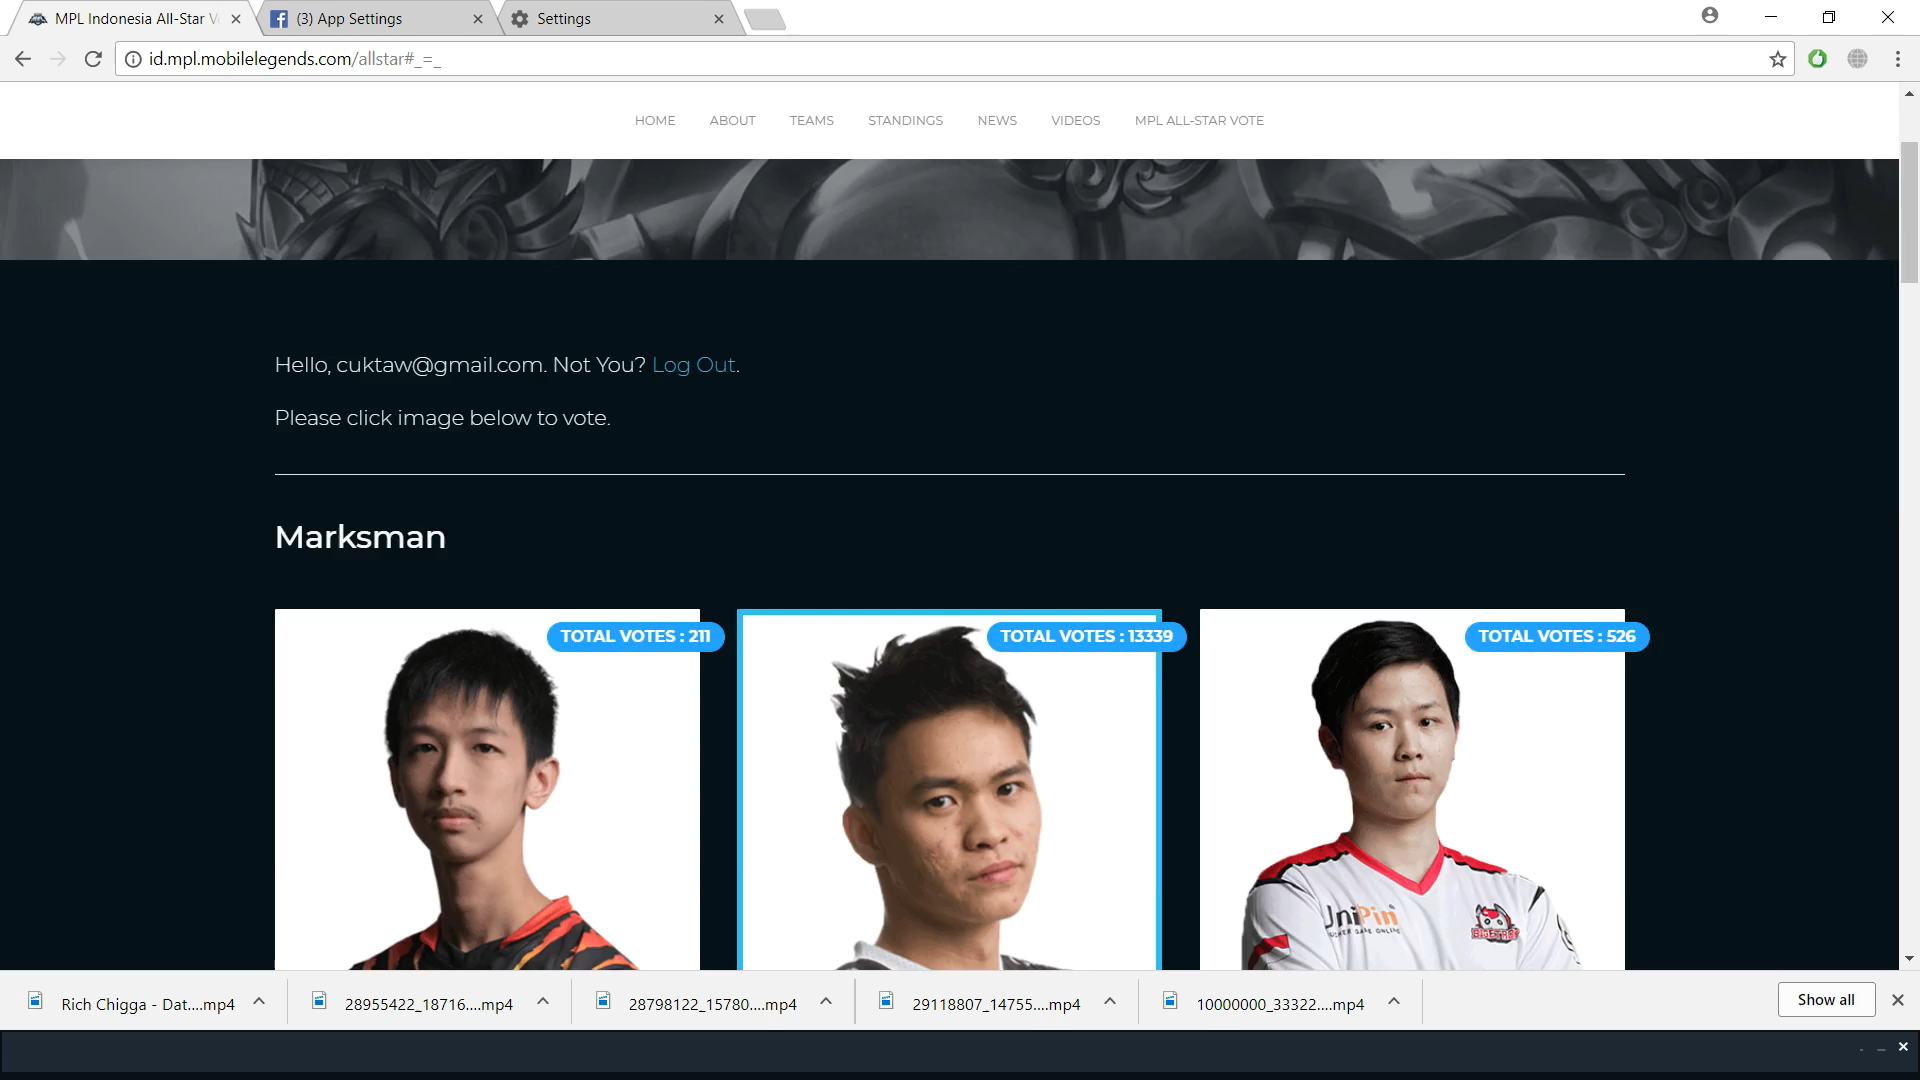 MPL Indonesia All-Star V
(3) App Settings
Settings
id.mpl.mobilelegends.com/allstar#_=_
HOME
ABOUT
TEAMS
STANDINGS
NEWS
VIDEOS
MPL ALL-STAR VOTE
Hello, cuktaw@gmail.com. Not You? Log Out.
Please click image below to vote.
Marksman
TOTAL VOTES : 211
TOTAL VOTES : 13339
TOTAL VOTES : 526
UniPin
BIGETRON
Rich Chigga - Dat....mp4
28955422_18716....mp4
28798122_15780....mp4
29118807_14755....mp4
10000000_33322....mp4
Show all